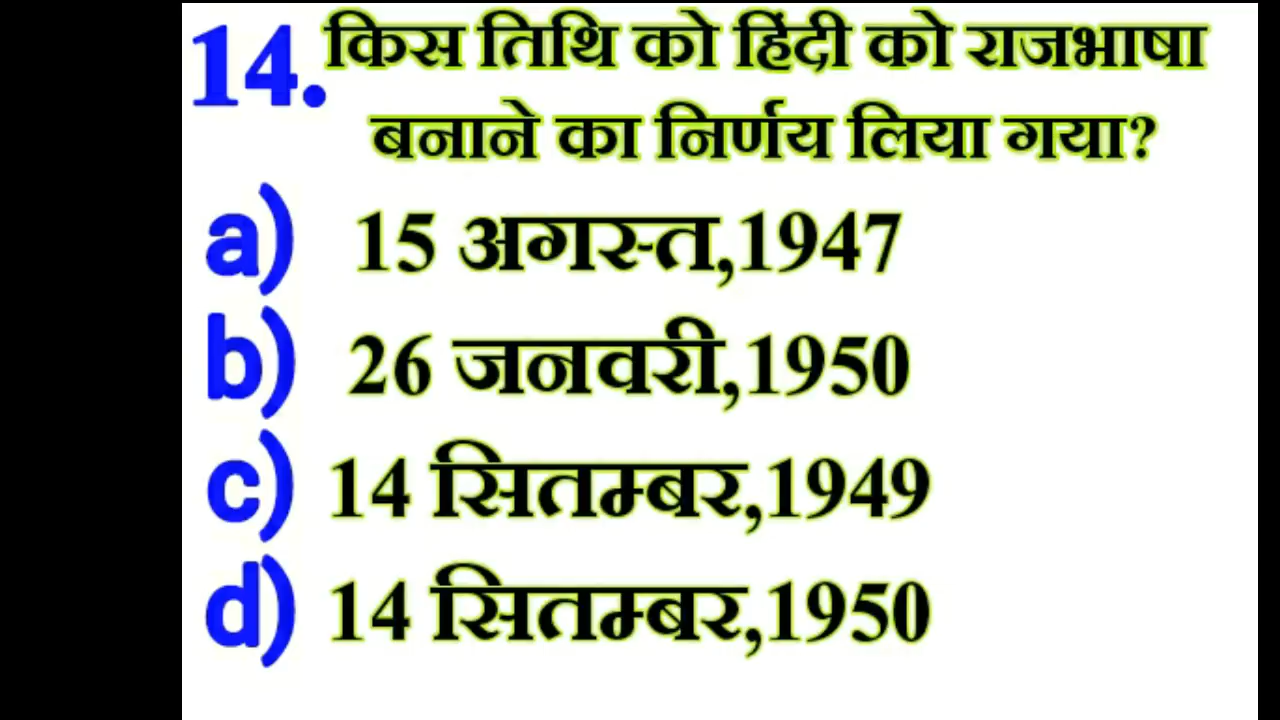 14. किस तिथि को हिंदी को राजभाषा
बनाने का निर्णय लिया गया?
a) 15 अगस्त,1947
b) 26 जनवरी,1950
c) 14 सितम्बर,1949
d) 14 सितम्बर,1950